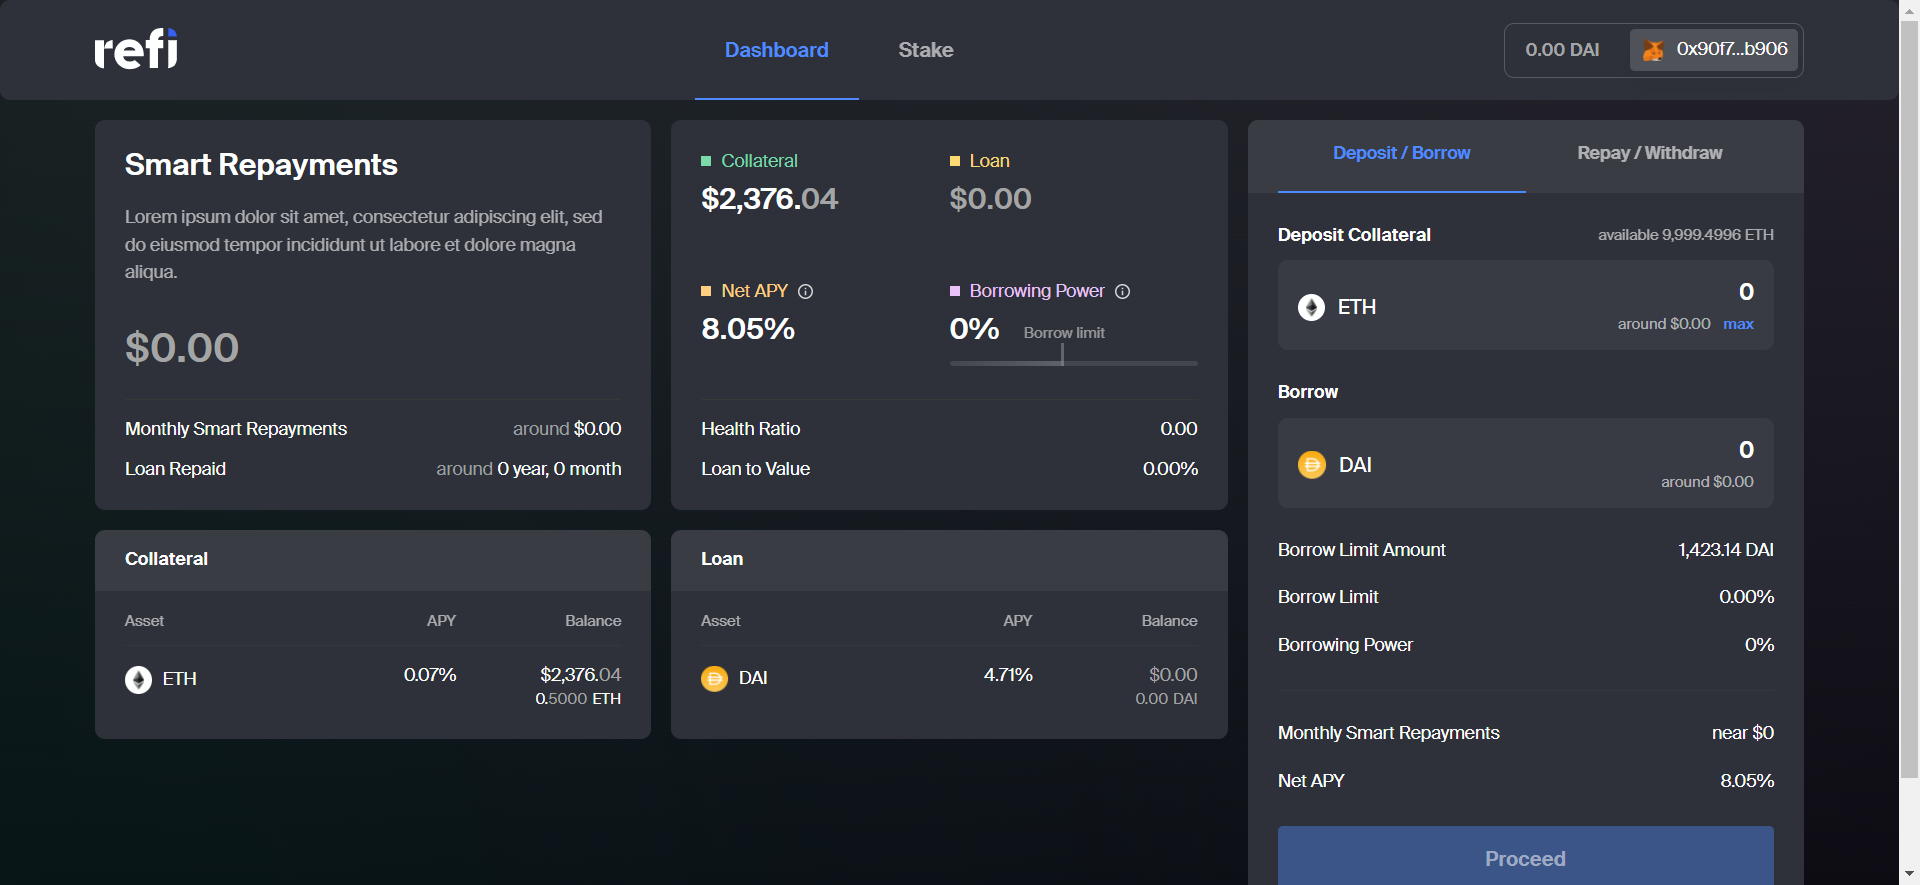 refi
Dashboard
Stake
0.00 DAI
0x90f7...b906
Smart Repayments
Lorem ipsum dolor sit amet, consectetur adipiscing elit, sed
do eiusmod tempor incididunt ut labore et dolore magna
aliqua.
$0.00
Monthly Smart Repayments around $0.00
Loan Repaid around 0 year, 0 month
Collateral
$2,376.04
Loan
$0.00
Net APY
8.05%
Borrowing Power
0% Borrow limit
Health Ratio 0.00
Loan to Value 0.00%
Collateral
Asset APY Balance
ETH 0.07% $2,376.04
0.5000 ETH
Loan
Asset APY Balance
DAI 4.71% $0.00
0.00 DAI
Deposit / Borrow
Repay / Withdraw
Deposit Collateral available 9,999.4996 ETH
ETH 0
around $0.00 max
Borrow
DAI 0
around $0.00
Borrow Limit Amount 1,423.14 DAI
Borrow Limit 0.00%
Borrowing Power 0%
Monthly Smart Repayments near $0
Net APY 8.05%
Proceed